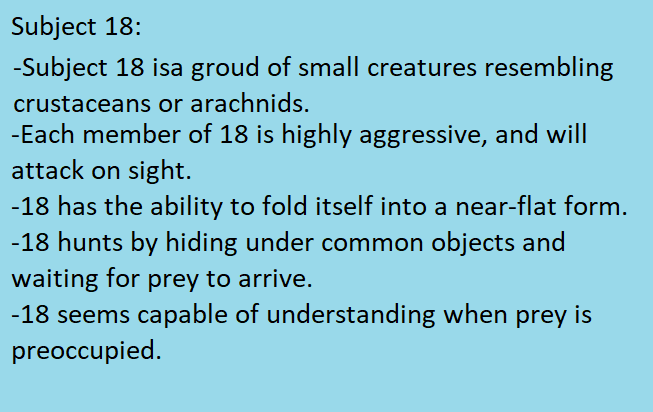 Subject 18:
-Subject 18 isa groud of small creatures resembling
crustaceans or arachnids.
-Each member of 18 is highly aggressive, and will
attack on sight.
-18 has the ability to fold itself into a near-flat form.
-18 hunts by hiding under common objects and
waiting for prey to arrive.
-18 seems capable of understanding when prey is
preoccupied.